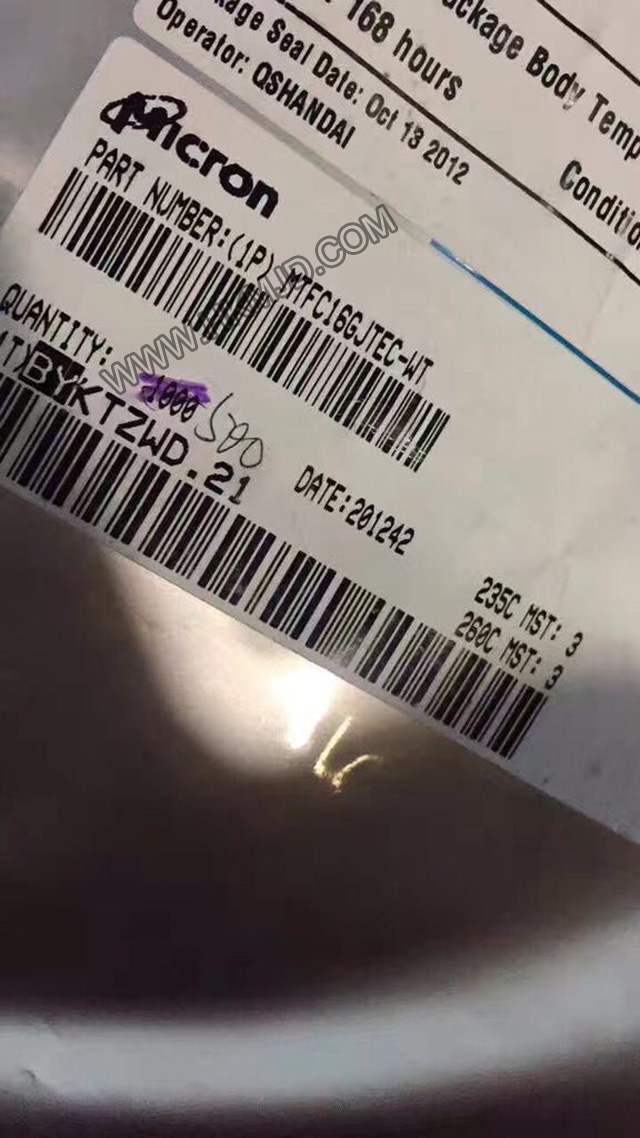 ckage Body Temp
168 hours
kage Seal Date: Oct 13 2012
Operator: QSHANDAI
Micron
PART NUMBER:(1P) MTFC16GJTEC-WT
QUANTITY: 1000 500
(T)BYKTZWD.21
DATE:201242
235C MST: 3
260C MST: 3